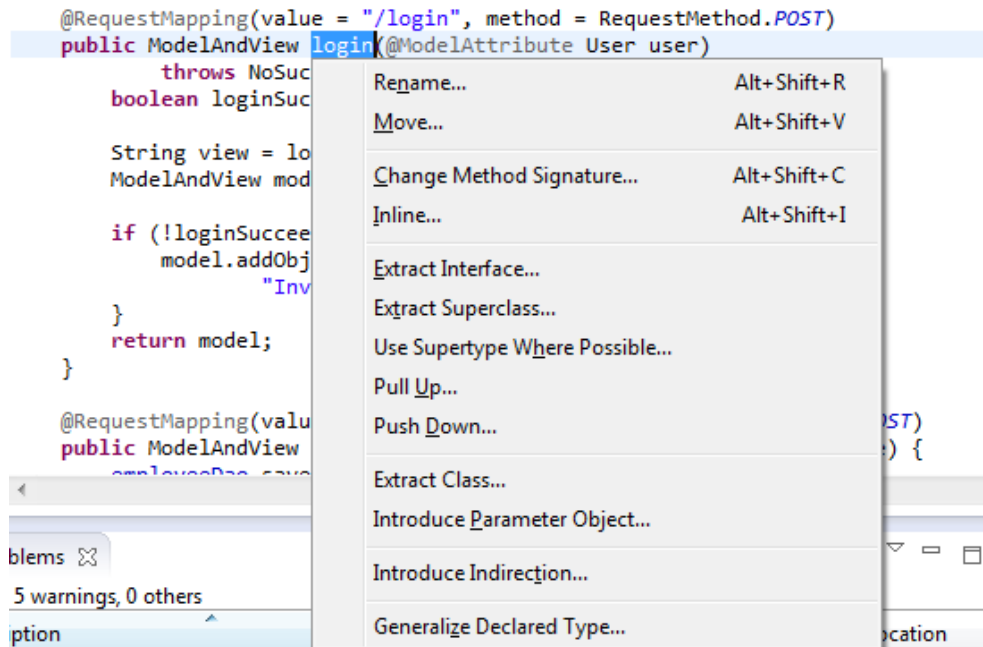 @RequestMapping(value = "/login", method = RequestMethod.POST)
public ModelAndView login(@ModelAttribute User user)
throws NoSuc
boolean loginSuc
String view = lo
ModelAndView mod
if (!loginSuccee
model.addObj
"Inv
}
return model;
}
@RequestMapping(valu
public ModelAndView
employeeDao save
Rename... Alt+Shift+R
Move... Alt+Shift+V
Change Method Signature... Alt+Shift+C
Inline... Alt+Shift+I
Extract Interface...
Extract Superclass...
Use Supertype Where Possible...
Pull Up...
Push Down...
Extract Class...
Introduce Parameter Object...
Introduce Indirection...
Generalize Declared Type...
OST)
) {
blems
5 warnings, 0 others
iption
ocation